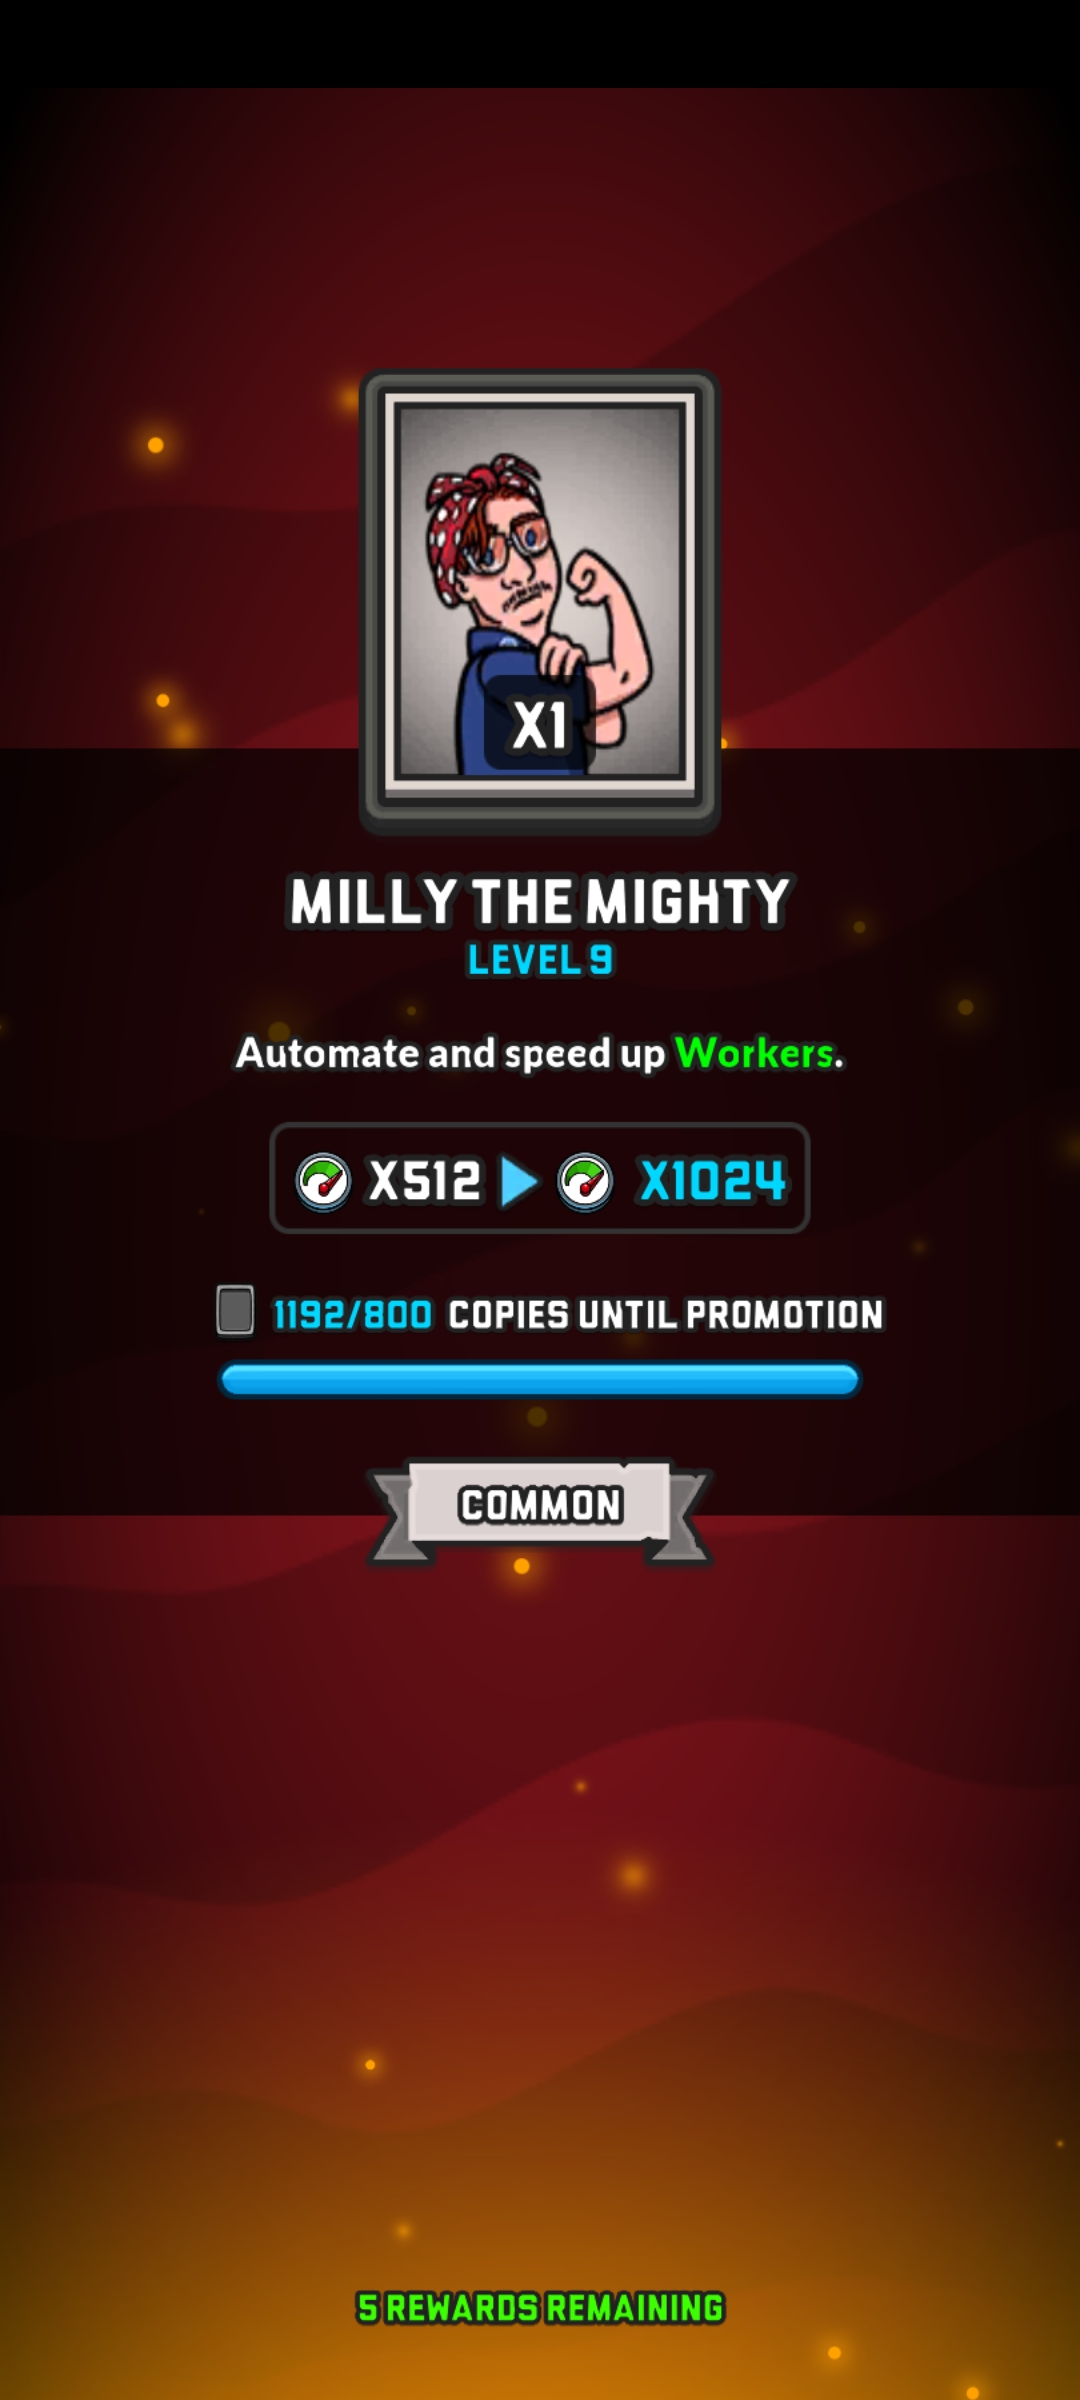 X1
MILLY THE MIGHTY
LEVEL 9
Automate and speed up Workers.
X512 X1024
1192/800 COPIES UNTIL PROMOTION
COMMON
5 REWARDS REMAINING